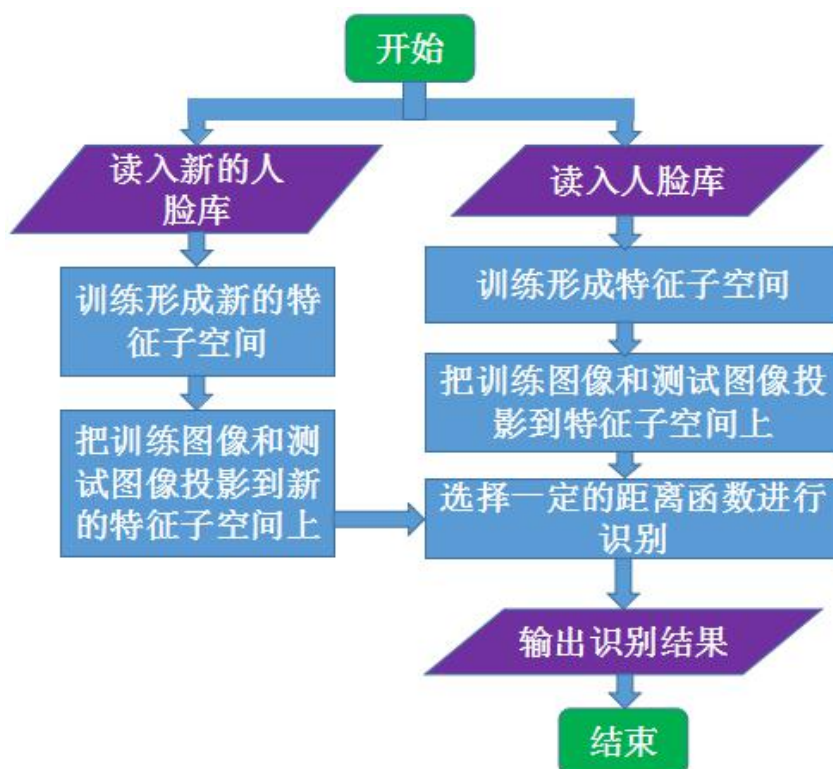 开始
读入新的人
脸库
训练形成新的特
征子空间
把训练图像和测
试图像投影到新
的特征子空间上
读入人脸库
训练形成特征子空间
把训练图像和测试图像投
影到特征子空间上
选择一定的距离函数进行
识别
输出识别结果
结束